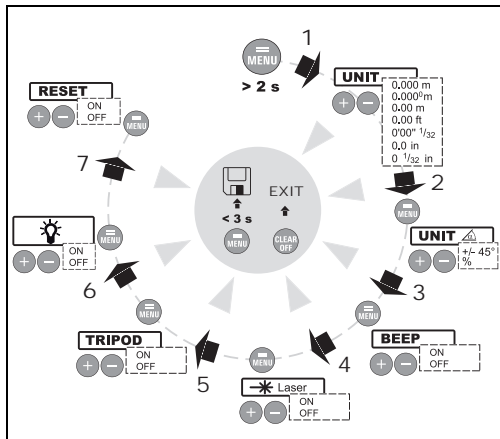 1
MENU
> 2 s
UNIT
+ −
0.000 m
0.000⁰m
0.00 m
0.00 ft
0'00" 1/32
0.0 in
0 1/32 in
2
MENU
UNIT α
+ −
+/- 45°
%
3
MENU
BEEP
+ −
ON
OFF
4
MENU
Laser
+ −
ON
OFF
5
MENU
TRIPOD
+ −
ON
OFF
6
MENU
+ −
ON
OFF
7
MENU
RESET
+ −
ON
OFF
EXIT
< 3 s
MENU
CLEAR
OFF